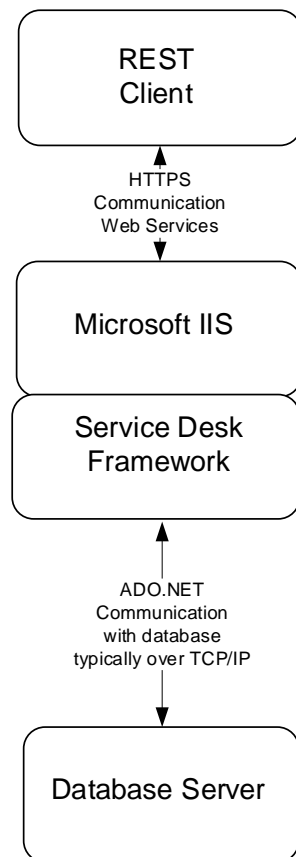 REST
Client
HTTPS
Communication
Web Services
Microsoft IIS
Service Desk
Framework
ADO.NET
Communication
with database
typically over TCP/IP
Database Server